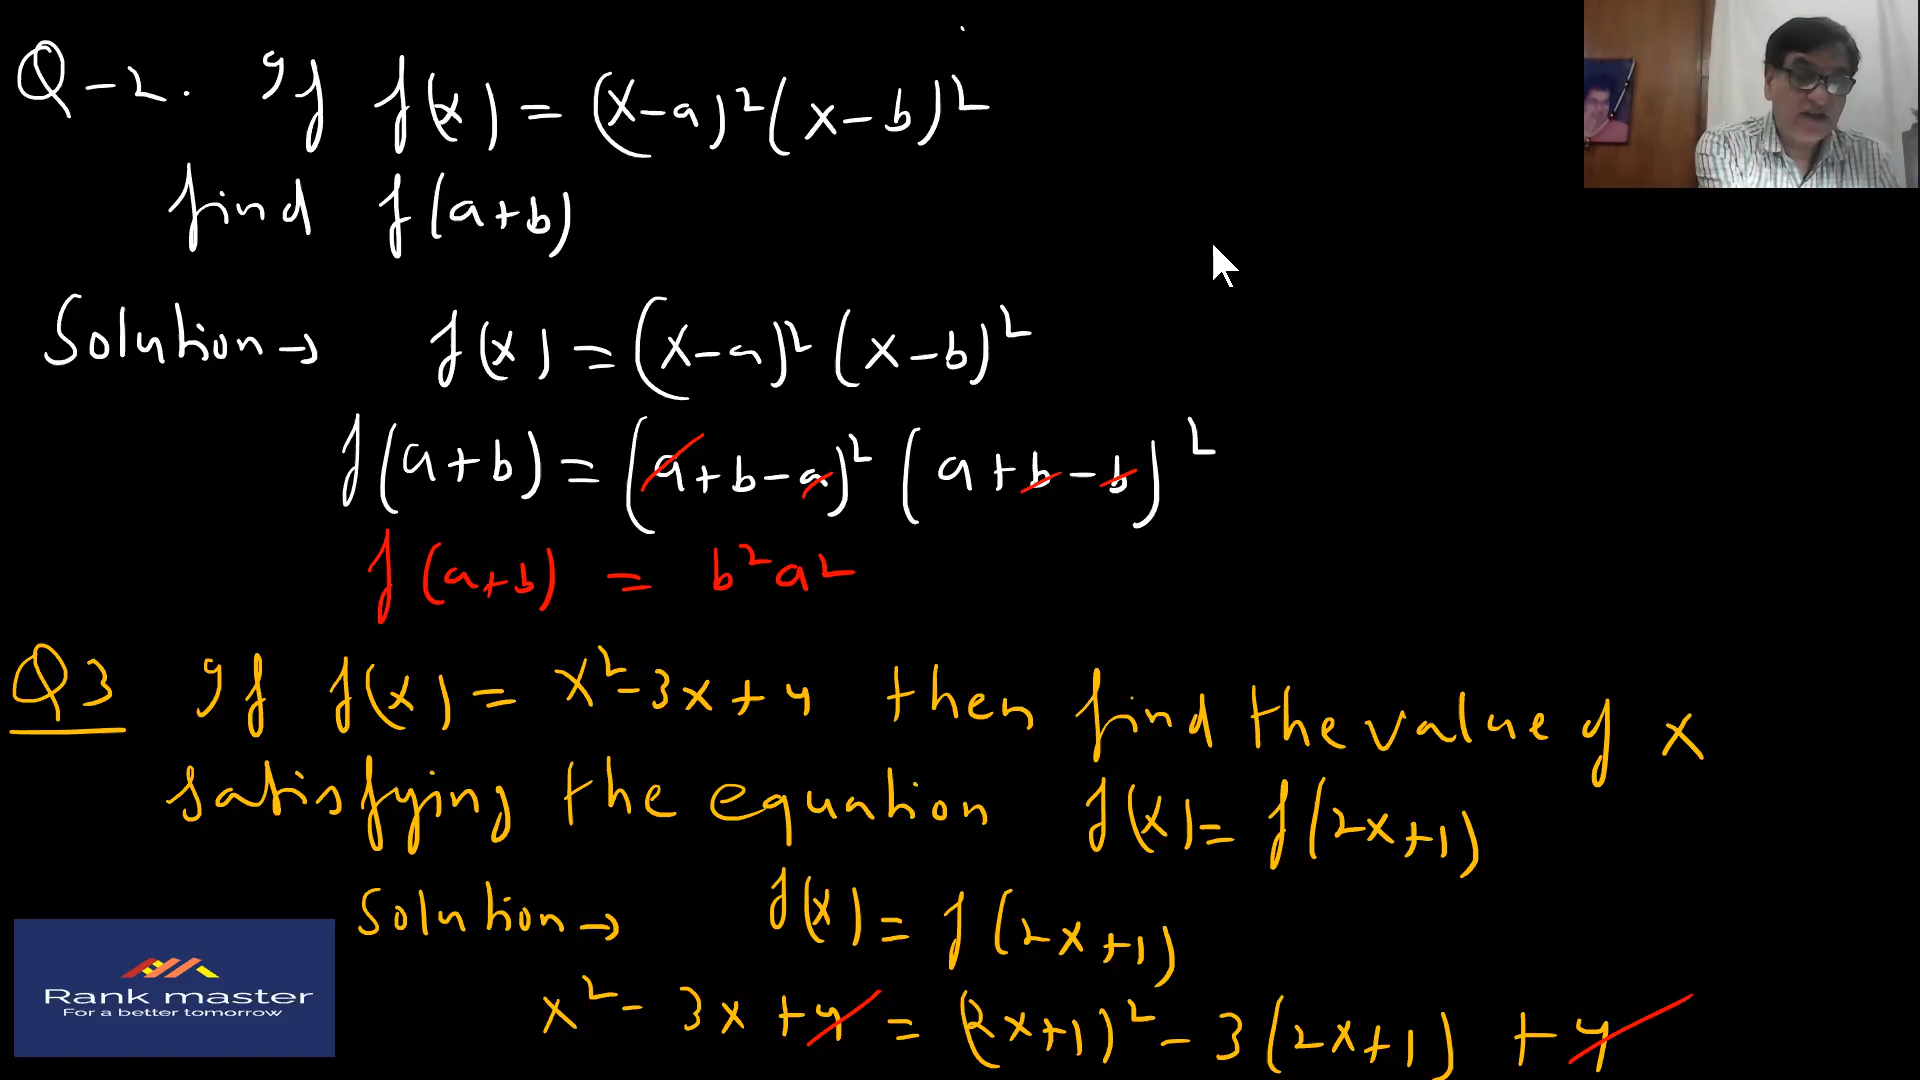 Q-2. If f(x) = (x-a)²(x-b)²
find f(a+b)
Solution→ f(x) = (x-a)² (x-b)²
f(a+b) = (a+b-a)² (a+b-b)²
f(a+b) = b²a²
Q3 If f(x) = x²-3x+4 then find the value of x
satisfying the equation f(x) = f(2x+1)
Solution→ f(x) = f(2x+1)
x²-3x+4 = (2x+1)²-3(2x+1)+4
Rank master
For a better tomorrow